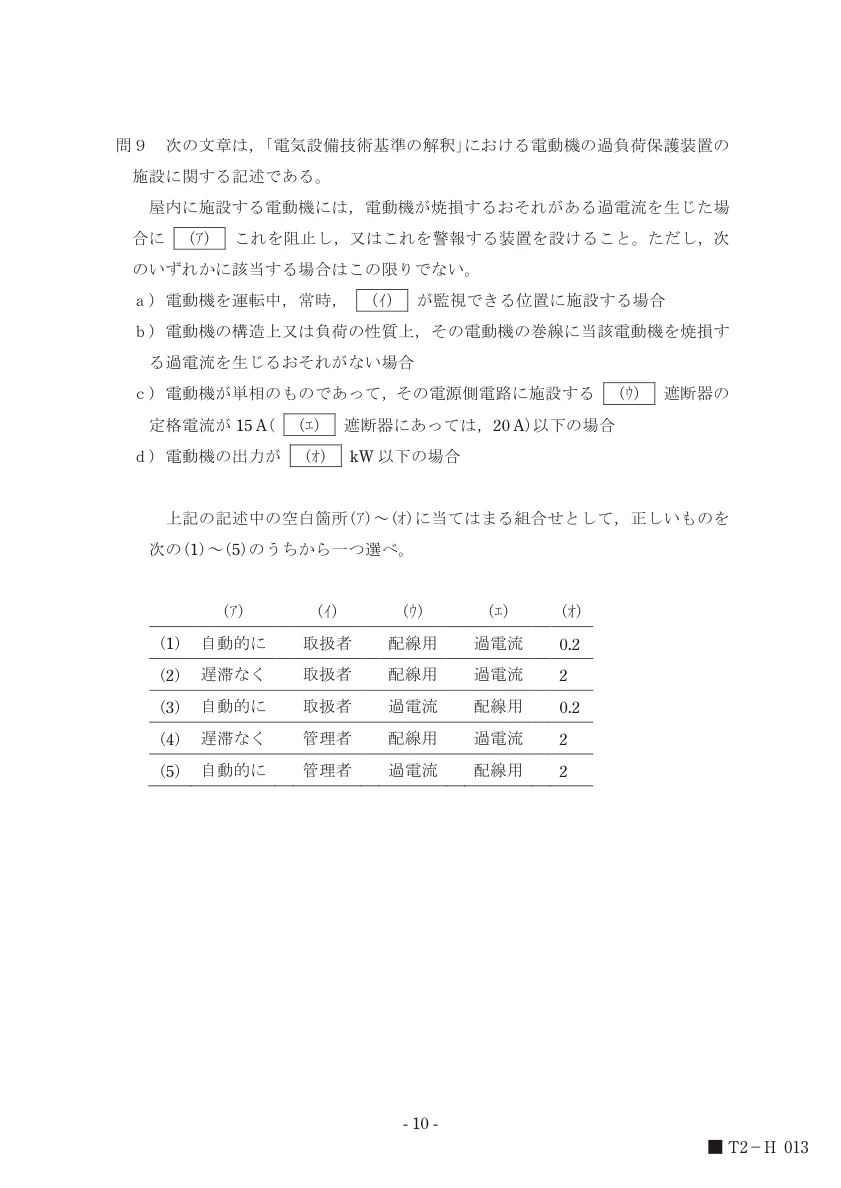 問９　次の文章は，「電気設備技術基準の解釈」における電動機の過負荷保護装置の
施設に関する記述である。
屋内に施設する電動機には，電動機が焼損するおそれがある過電流を生じた場
合に (ｱ) これを阻止し，又はこれを警報する装置を設けること。ただし，次
のいずれかに該当する場合はこの限りでない。
ａ）電動機を運転中，常時， (ｲ) が監視できる位置に施設する場合
ｂ）電動機の構造上又は負荷の性質上，その電動機の巻線に当該電動機を焼損す
る過電流を生じるおそれがない場合
ｃ）電動機が単相のものであって，その電源側電路に施設する (ｳ) 遮断器の
定格電流が 15 A( (ｴ) 遮断器にあっては，20 A)以下の場合
ｄ）電動機の出力が (ｵ) kW 以下の場合
上記の記述中の空白箇所(ｱ)～(ｵ)に当てはまる組合せとして，正しいものを
次の(1)～(5)のうちから一つ選べ。
(ｱ) (ｲ) (ｳ) (ｴ) (ｵ)
(1) 自動的に 取扱者 配線用 過電流 0.2
(2) 遅滞なく 取扱者 配線用 過電流 2
(3) 自動的に 取扱者 過電流 配線用 0.2
(4) 遅滞なく 管理者 配線用 過電流 2
(5) 自動的に 管理者 過電流 配線用 2
- 10 -
■ T2－H 013